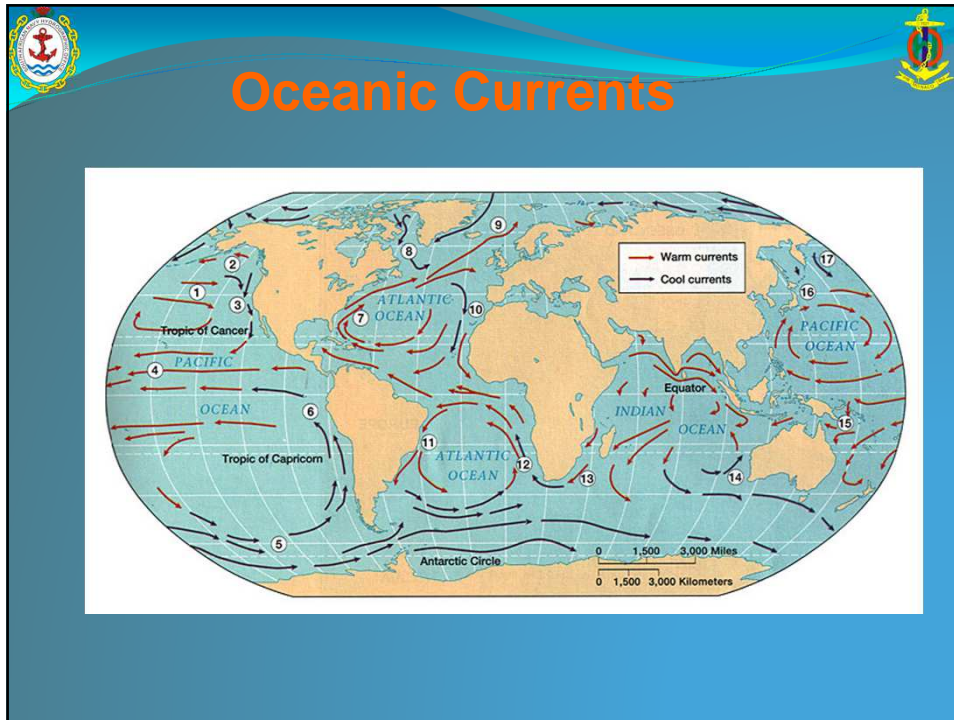 Oceanic Currents
9
8
2
Warm currents
Cool currents
17
1
3
7
ATLANTIC
OCEAN
10
16
Tropic of Cancer
PACIFIC
OCEAN
PACIFIC
4
Equator
OCEAN
6
INDIAN
OCEAN
15
11
Tropic of Capricorn
ATLANTIC
OCEAN
12
13
14
5
0 1,500 3,000 Miles
Antarctic Circle
0 1,500 3,000 Kilometers